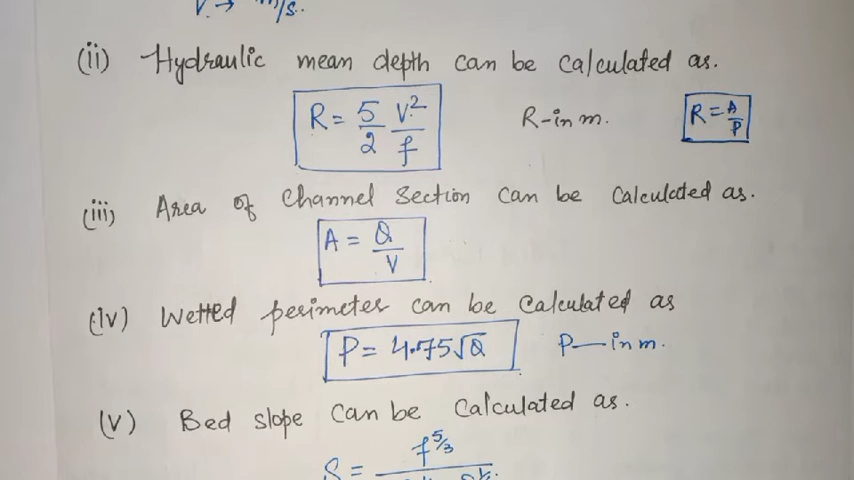 V → m/s.
(ii) Hydraulic mean depth can be calculated as.
R = 5/2 V²/f R-in m. R = A/P
(iii) Area of Channel Section can be Calculated as.
A = Q/V
(iv) Wetted perimeter can be Calculated as
P = 4.75√Q P—in m.
(v) Bed slope can be Calculated as.
S = f^5/3